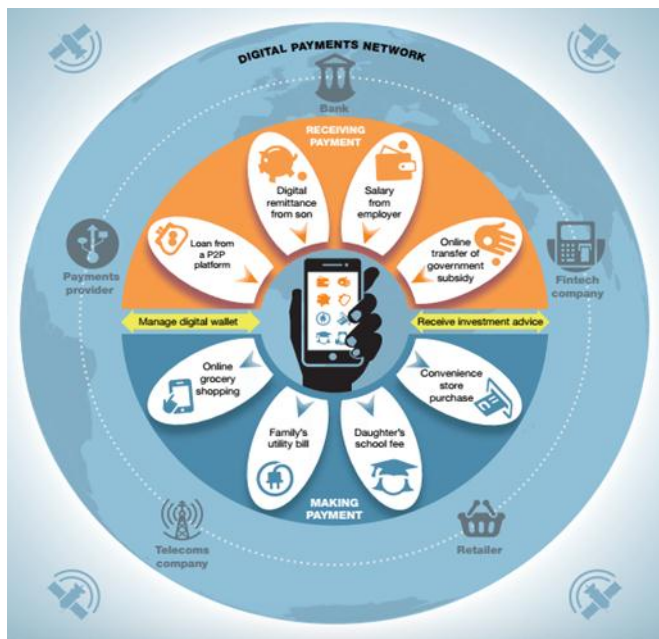 DIGITAL PAYMENTS NETWORK
Bank
RECEIVING
PAYMENT
Digital
remittance
from son
Salary
from
employer
Loan from
a P2P
platform
Online
transfer of
government
subsidy
Payments
provider
Fintech
company
Manage digital wallet
Receive investment advice
Online
grocery
shopping
Convenience
store
purchase
Family's
utility bill
Daughter's
school fee
MAKING
PAYMENT
Telecoms
company
Retailer